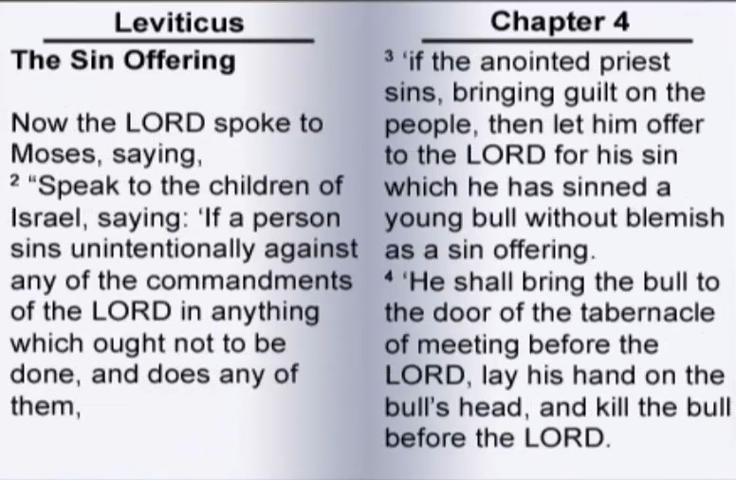 Leviticus
The Sin Offering
Now the LORD spoke to
Moses, saying,
² “Speak to the children of
Israel, saying: ‘If a person
sins unintentionally against
any of the commandments
of the LORD in anything
which ought not to be
done, and does any of
them,
Chapter 4
³ ‘if the anointed priest
sins, bringing guilt on the
people, then let him offer
to the LORD for his sin
which he has sinned a
young bull without blemish
as a sin offering.
⁴ ‘He shall bring the bull to
the door of the tabernacle
of meeting before the
LORD, lay his hand on the
bull's head, and kill the bull
before the LORD.